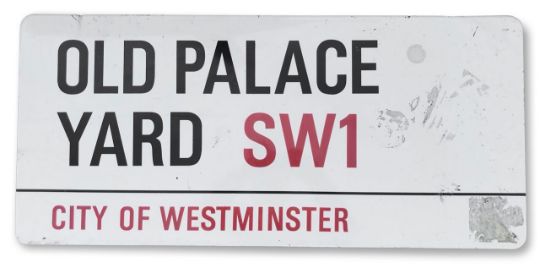 OLD PALACE
YARD SW1
CITY OF WESTMINSTER